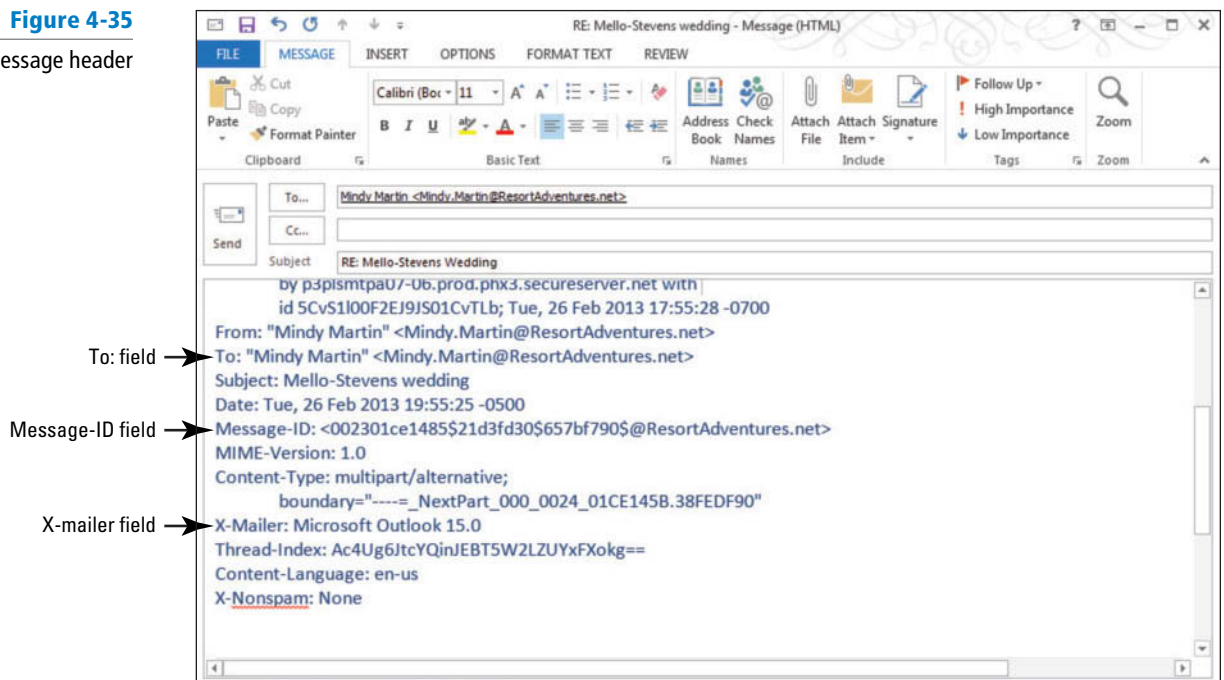 Figure 4-35
essage header
RE: Mello-Stevens wedding - Message (HTML)
FILE MESSAGE INSERT OPTIONS FORMAT TEXT REVIEW
Paste
Cut
Copy
Format Painter
Clipboard
Calibri (Boc 11
B I U
Basic Text
Address Book
Check Names
Names
Attach File
Attach Item
Signature
Include
Follow Up
High Importance
Low Importance
Tags
Zoom
Zoom
Send
To... Mindy Martin <Mindy.Martin@ResortAdventures.net>
Cc...
Subject RE: Mello-Stevens Wedding
by p3plsmtpa07-06.prod.phx3.secureserver.net with
id 5CvS1l00F2EJ9JS01CvTLb; Tue, 26 Feb 2013 17:55:28 -0700
From: "Mindy Martin" <Mindy.Martin@ResortAdventures.net>
To: field
To: "Mindy Martin" <Mindy.Martin@ResortAdventures.net>
Subject: Mello-Stevens wedding
Date: Tue, 26 Feb 2013 19:55:25 -0500
Message-ID field
Message-ID: <002301ce1485$21d3fd30$657bf790$@ResortAdventures.net>
MIME-Version: 1.0
Content-Type: multipart/alternative;
boundary="----=_NextPart_000_0024_01CE145B.38FEDF90"
X-mailer field
X-Mailer: Microsoft Outlook 15.0
Thread-Index: Ac4Ug6JtcYQinJEBT5W2LZUYxFXokg==
Content-Language: en-us
X-Nonspam: None